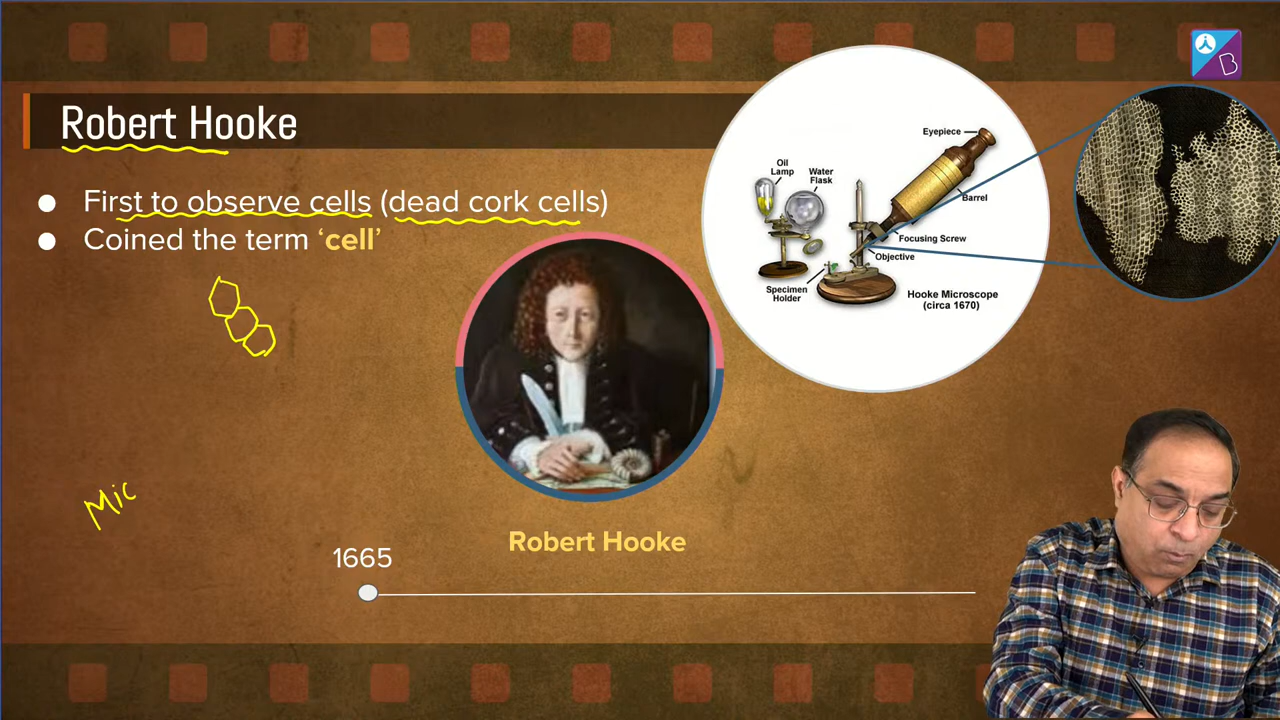 Robert Hooke
● First to observe cells (dead cork cells)
● Coined the term ‘cell’
Eyepiece
Oil
Lamp
Water
Flask
Barrel
Focusing Screw
Objective
Specimen
Holder
Hooke Microscope
(circa 1670)
Mic
Robert Hooke
1665
B